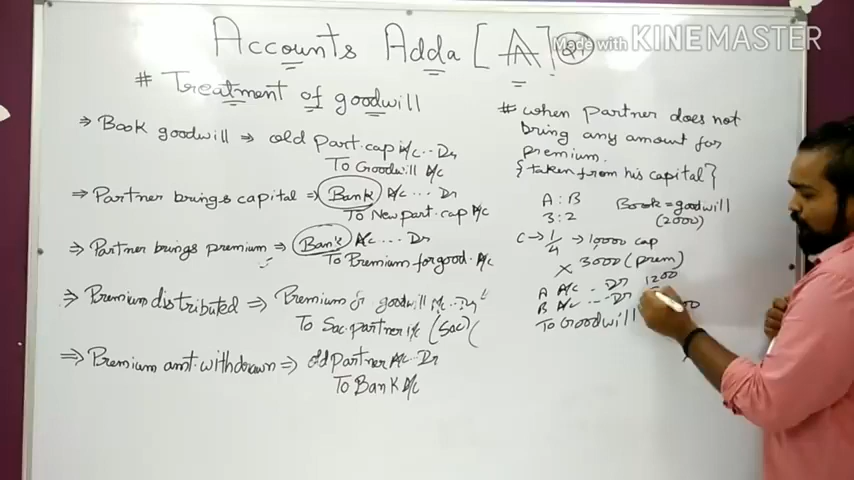 Accounts Adda [A]
Made with KINEMASTER
# Treatment of goodwill
⇒ Book goodwill ⇒ old Part. cap A/c .. Dr
To Goodwill A/c
⇒ Partner brings capital ⇒ Bank A/c ... Dr
To New part. cap A/c
⇒ Partner brings premium ⇒ Bank A/c ... Dr
To Premium for good. A/c
⇒ Premium distributed ⇒ Premium of goodwill A/c .. Dr
To Sac. partner A/c (Sac) (
⇒ Premium amt. withdrawn ⇒ old Partner A/c .. Dr
To Bank A/c
# when partner does not
bring any amount for
premium.
{taken from his capital}
A : B
3 : 2
Book = goodwill
(2000)
C → 1/4 → 10,000 cap
× 3000 (prem)
A A/c .. Dr 1200
B A/c ... Dr
To Goodwill